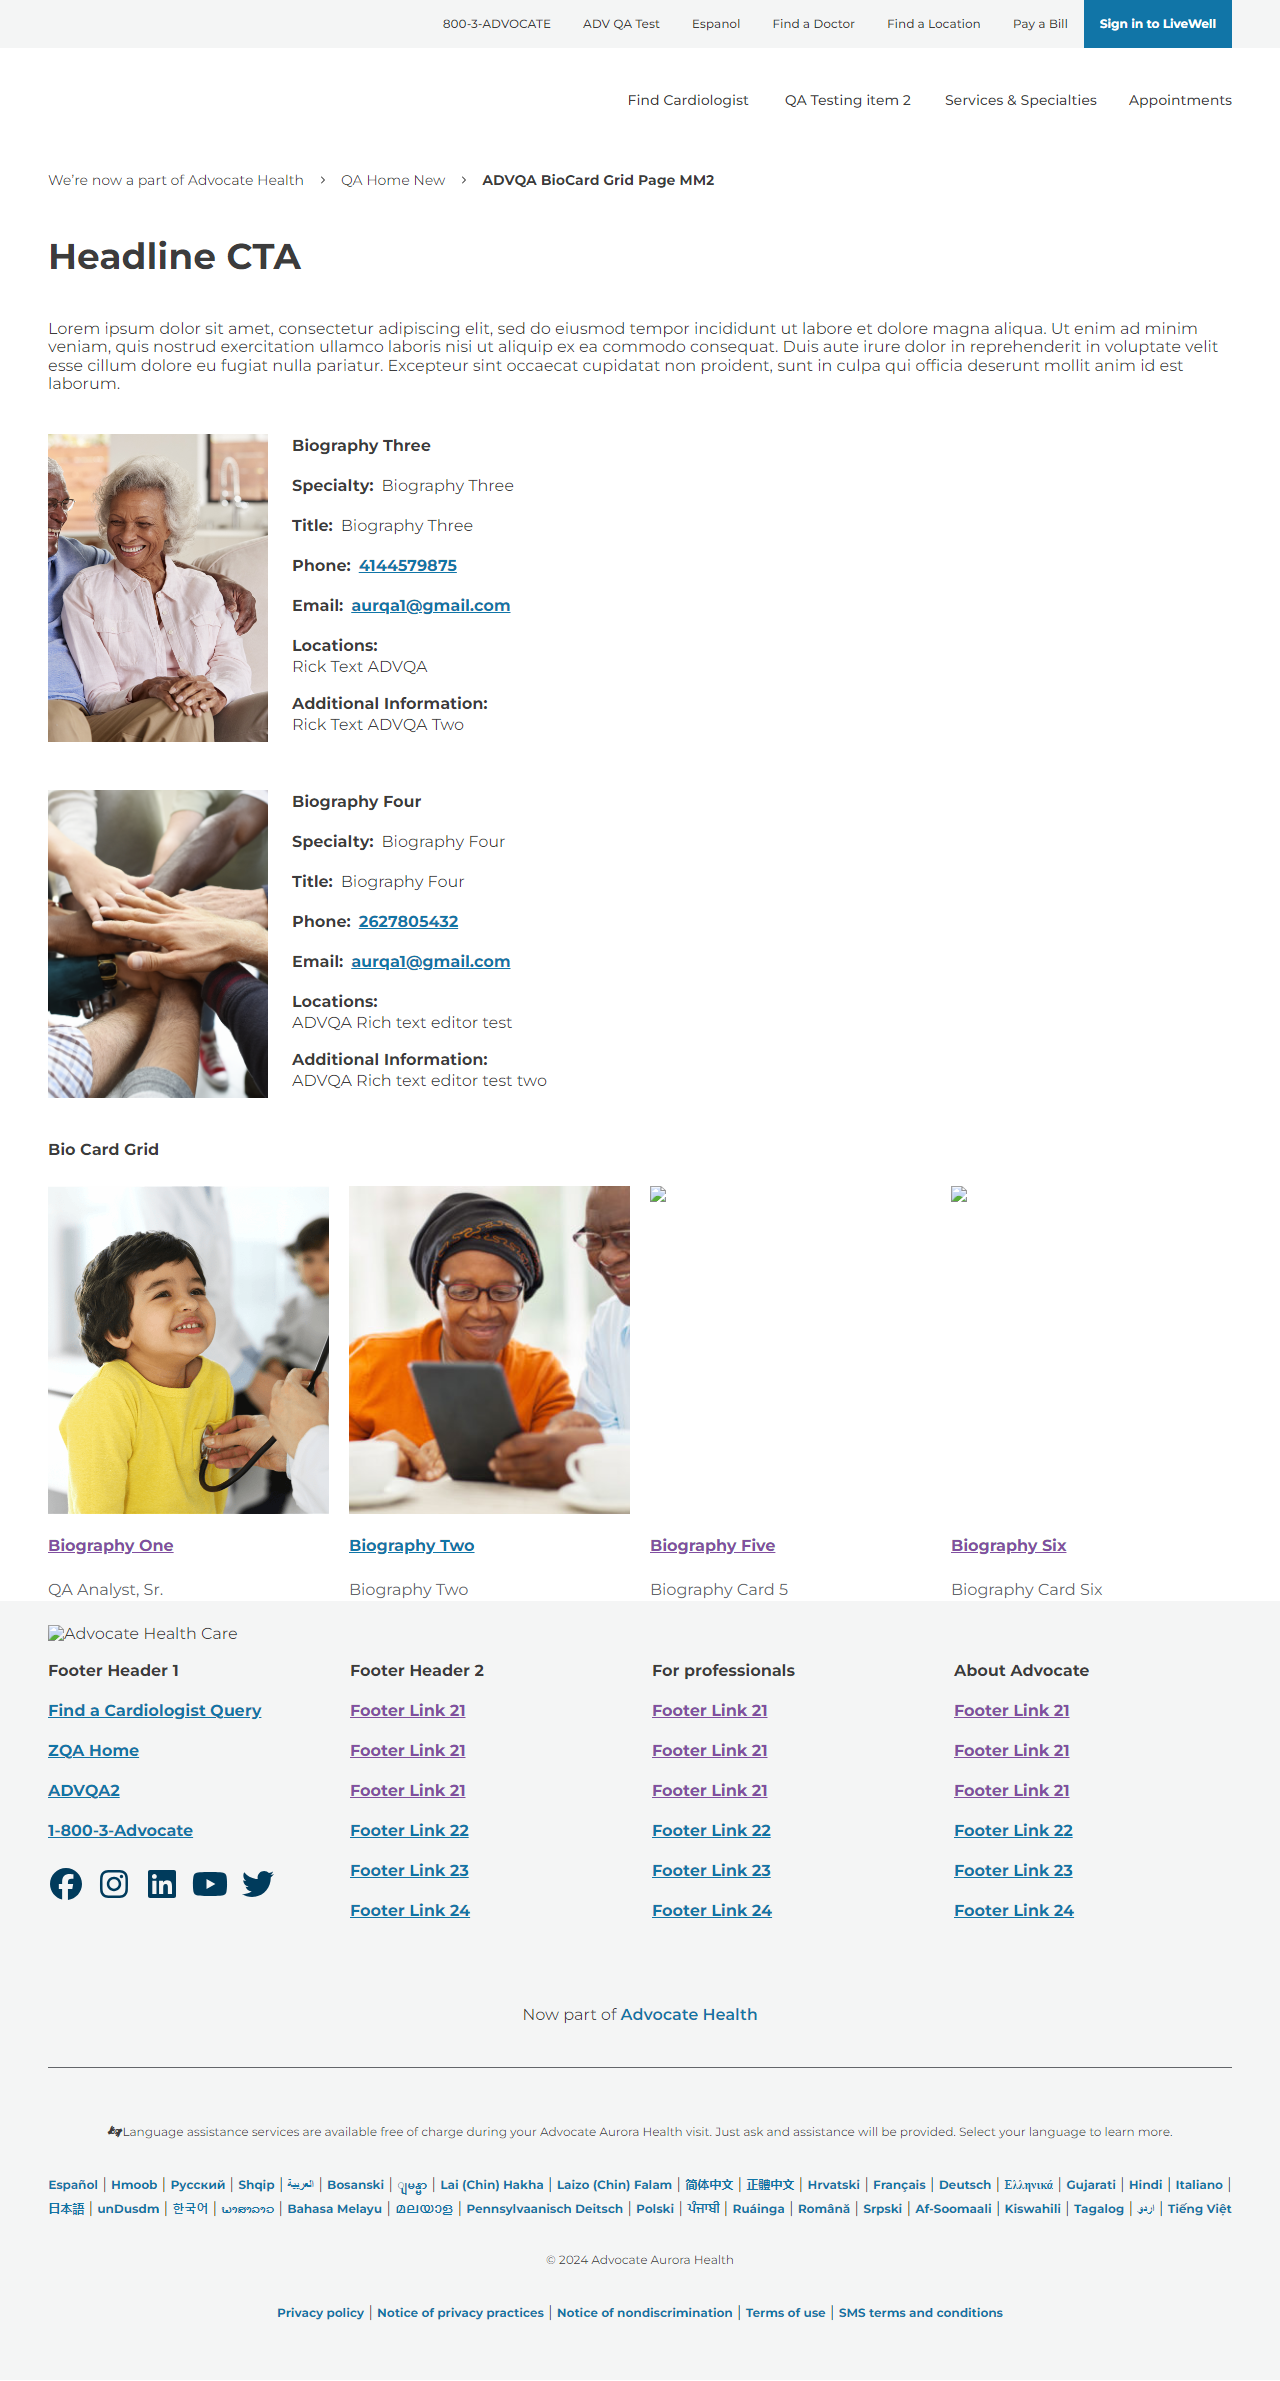 800-3-ADVOCATE ADV QA Test Espanol Find a Doctor Find a Location Pay a Bill Sign in to LiveWell
Find Cardiologist QA Testing item 2 Services & Specialties Appointments
We’re now a part of Advocate Health › QA Home New › ADVQA BioCard Grid Page MM2
Headline CTA
Lorem ipsum dolor sit amet, consectetur adipiscing elit, sed do eiusmod tempor incididunt ut labore et dolore magna aliqua. Ut enim ad minim
veniam, quis nostrud exercitation ullamco laboris nisi ut aliquip ex ea commodo consequat. Duis aute irure dolor in reprehenderit in voluptate velit
esse cillum dolore eu fugiat nulla pariatur. Excepteur sint occaecat cupidatat non proident, sunt in culpa qui officia deserunt mollit anim id est
laborum.
Biography Three
Specialty: Biography Three
Title: Biography Three
Phone: 4144579875
Email: aurqa1@gmail.com
Locations:
Rick Text ADVQA
Additional Information:
Rick Text ADVQA Two
Biography Four
Specialty: Biography Four
Title: Biography Four
Phone: 2627805432
Email: aurqa1@gmail.com
Locations:
ADVQA Rich text editor test
Additional Information:
ADVQA Rich text editor test two
Bio Card Grid
Biography One Biography Two Biography Five Biography Six
QA Analyst, Sr. Biography Two Biography Card 5 Biography Card Six
Advocate Health Care
Footer Header 1 Footer Header 2 For professionals About Advocate
Find a Cardiologist Query Footer Link 21 Footer Link 21 Footer Link 21
ZQA Home Footer Link 21 Footer Link 21 Footer Link 21
ADVQA2 Footer Link 21 Footer Link 21 Footer Link 21
1-800-3-Advocate Footer Link 22 Footer Link 22 Footer Link 22
Footer Link 23 Footer Link 23 Footer Link 23
Footer Link 24 Footer Link 24 Footer Link 24
Now part of Advocate Health
Language assistance services are available free of charge during your Advocate Aurora Health visit. Just ask and assistance will be provided. Select your language to learn more.
Español | Hmoob | Русский | Shqip | العربية | Bosanski | | Lai (Chin) Hakha | Laizo (Chin) Falam | 简体中文 | 正體中文 | Hrvatski | Français | Deutsch | Ελληνικά | Gujarati | Hindi | Italiano |
日本語 | unDusdm | 한국어 | ພາສາລາວ | Bahasa Melayu | മലയാളം | Pennsylvaanisch Deitsch | Polski | ਪੰਜਾਬੀ | Ruáinga | Română | Srpski | Af-Soomaali | Kiswahili | Tagalog | اردو | Tiếng Việt
© 2024 Advocate Aurora Health
Privacy policy | Notice of privacy practices | Notice of nondiscrimination | Terms of use | SMS terms and conditions